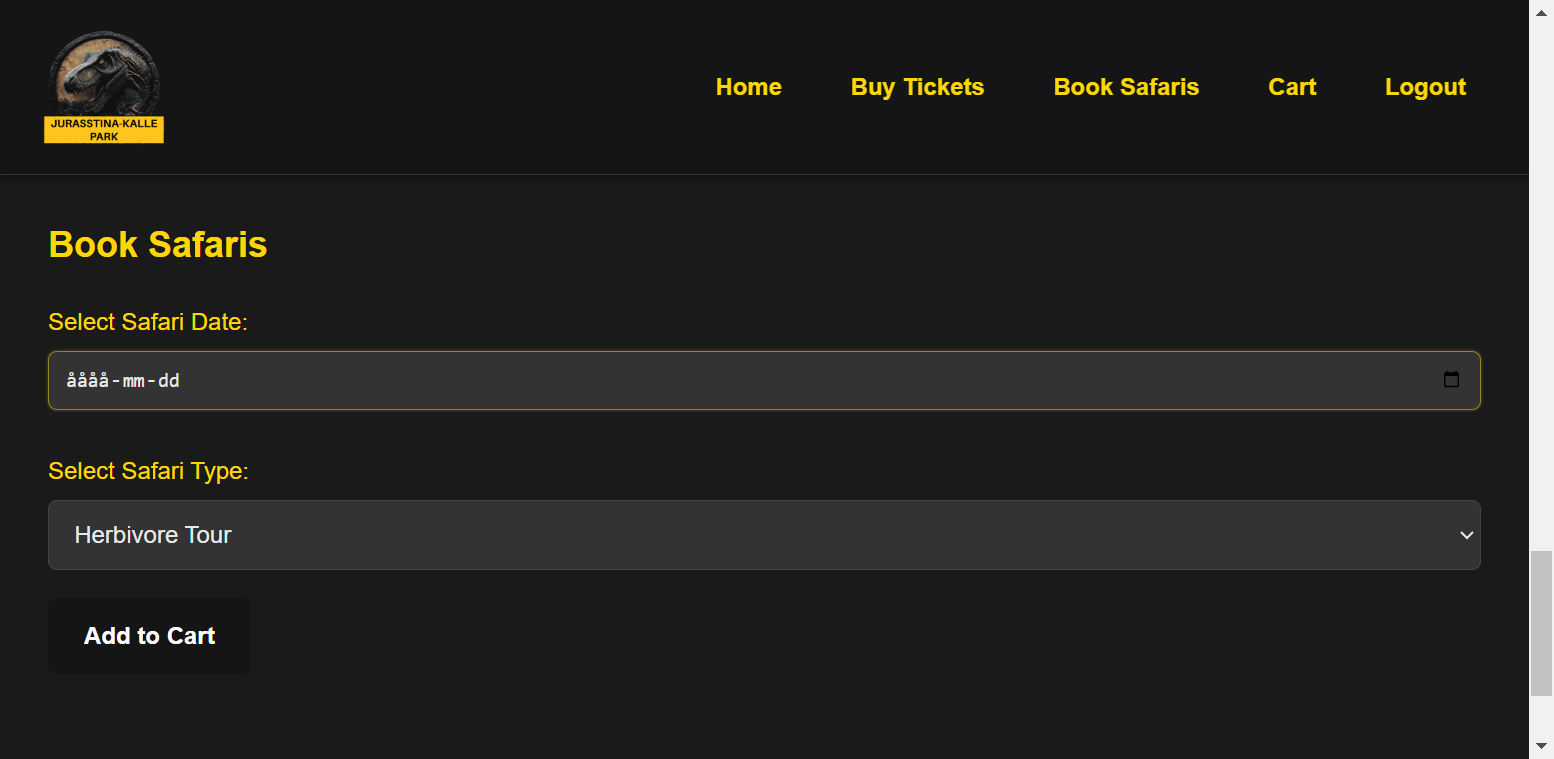 JURASSTINA-KALLE
PARK
Home Buy Tickets Book Safaris Cart Logout
Book Safaris
Select Safari Date:
åååå-mm-dd
Select Safari Type:
Herbivore Tour
Add to Cart